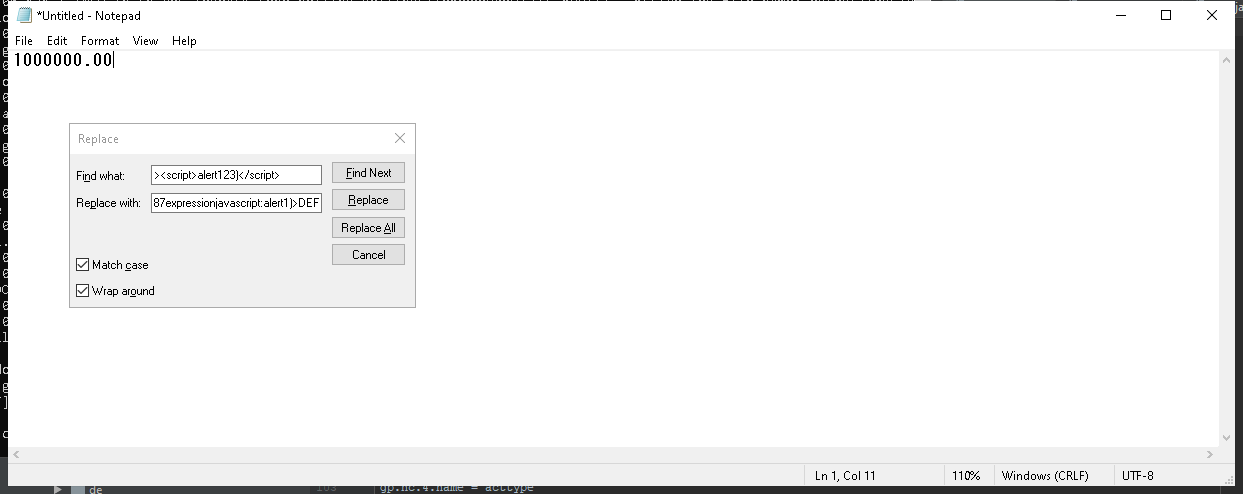 *Untitled - Notepad
File Edit Format View Help
1000000.00
Replace
Find what: ><script>alert123)</script> Find Next
Replace with: 87expressionjavascript:alert1)>DEF Replace
Replace All
Cancel
Match case
Wrap around
Ln 1, Col 11 110% Windows (CRLF) UTF-8
de gp.nc.4.name = acctype